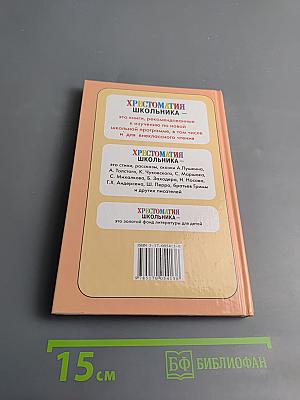 ХРЕСТОМАТИЯ
ШКОЛЬНИКА –
это книги, рекомендованные
к изучению по новой
школьной программе, в том числе
и для внеклассного чтения
ХРЕСТОМАТИЯ
ШКОЛЬНИКА –
это стихи, рассказы, сказки А.Пушкина,
А. Толстого, К. Чуковского, С. Маршака,
С. Михалкова, Б. Заходера, Н. Носова,
Г.Х. Андерсена, Ш. Перро, братьев Гримм
и других писателей
ХРЕСТОМАТИЯ
ШКОЛЬНИКА –
это золотой фонд литературы для детей
15 см
БФ БИБЛИОФАН